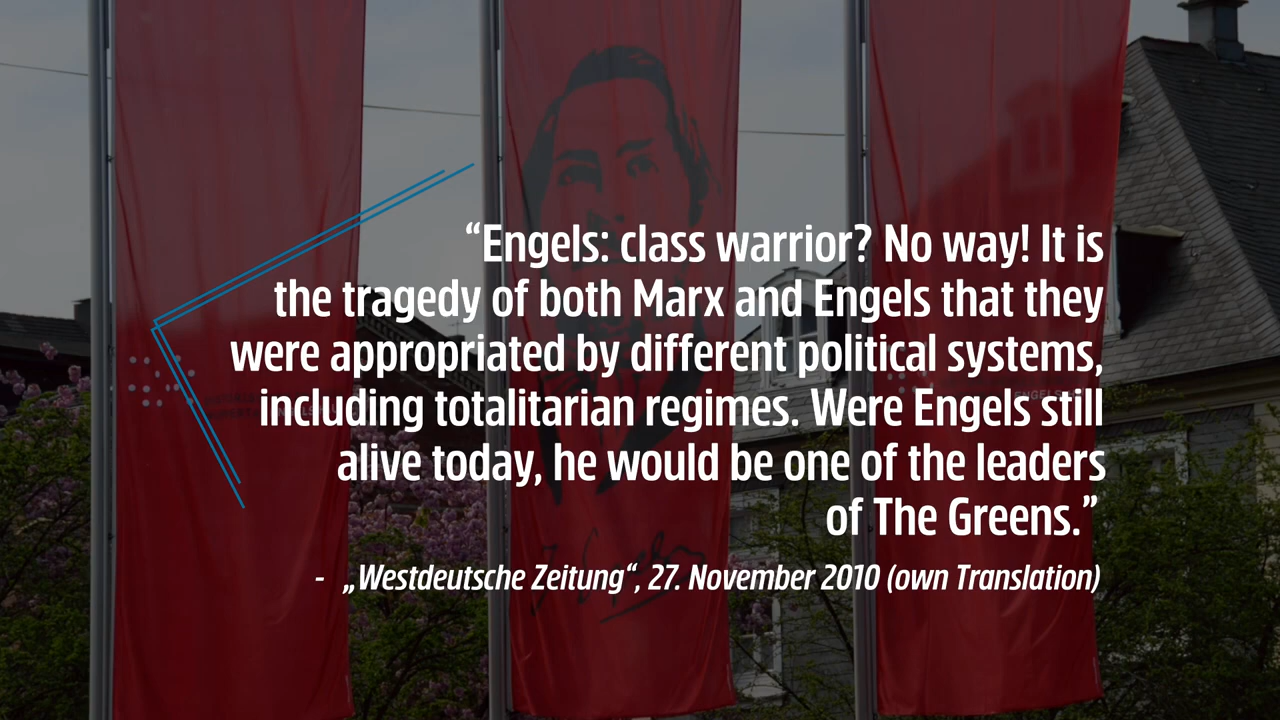 “Engels: class warrior? No way! It is
the tragedy of both Marx and Engels that they
were appropriated by different political systems,
including totalitarian regimes. Were Engels still
alive today, he would be one of the leaders
of The Greens.”
- „Westdeutsche Zeitung“, 27. November 2010 (own Translation)